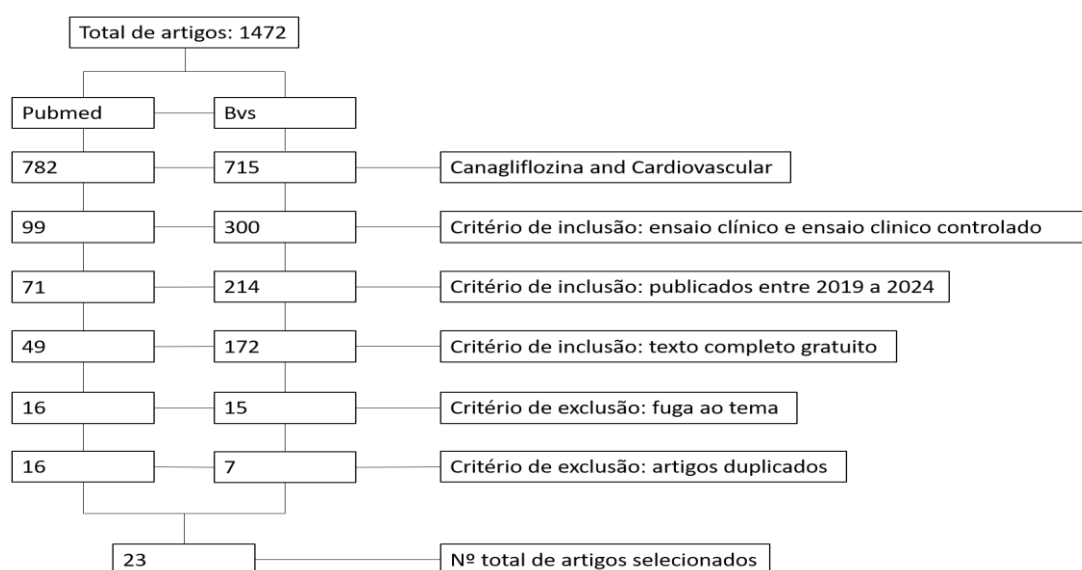 Total de artigos: 1472
Pubmed
Bvs
782
715
Canagliflozina and Cardiovascular
99
300
Critério de inclusão: ensaio clínico e ensaio clinico controlado
71
214
Critério de inclusão: publicados entre 2019 a 2024
49
172
Critério de inclusão: texto completo gratuito
16
15
Critério de exclusão: fuga ao tema
16
7
Critério de exclusão: artigos duplicados
23
Nº total de artigos selecionados